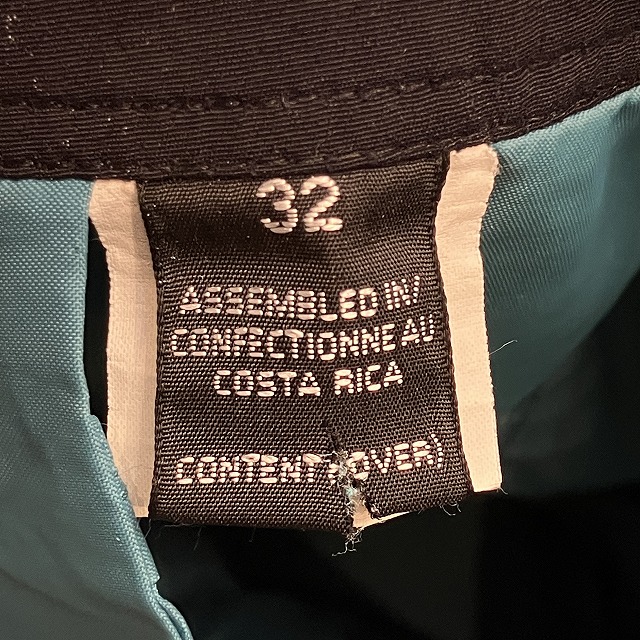 32
ASSEMBLED IN/
CONFECTIONNE AU
COSTA RICA
CONTENT (OVER)